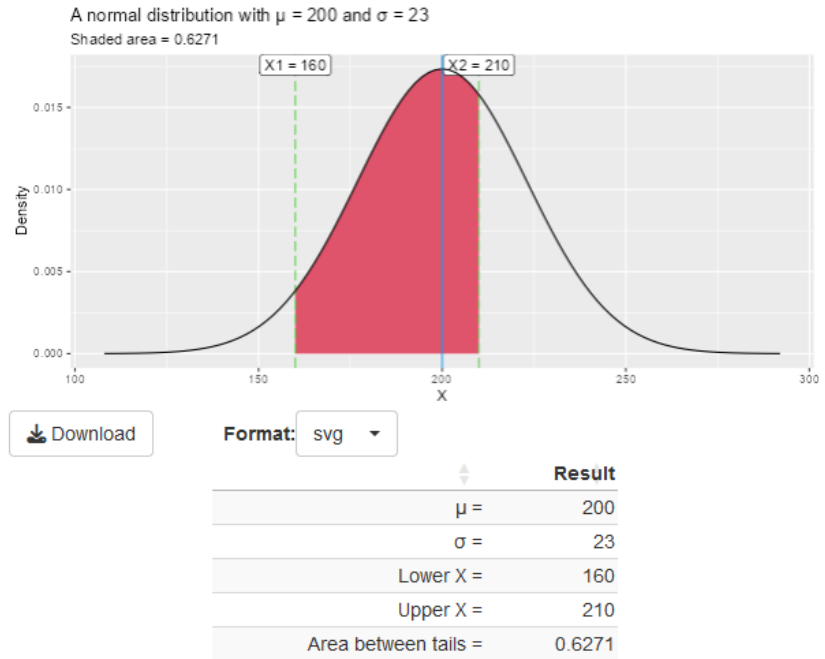 A normal distribution with μ = 200 and σ = 23
Shaded area = 0.6271
X1 = 160
X2 = 210
0.015
0.010
0.005
0.000
Density
100 150 200 250 300
X
Download Format: svg
Result
μ = 200
σ = 23
Lower X = 160
Upper X = 210
Area between tails = 0.6271